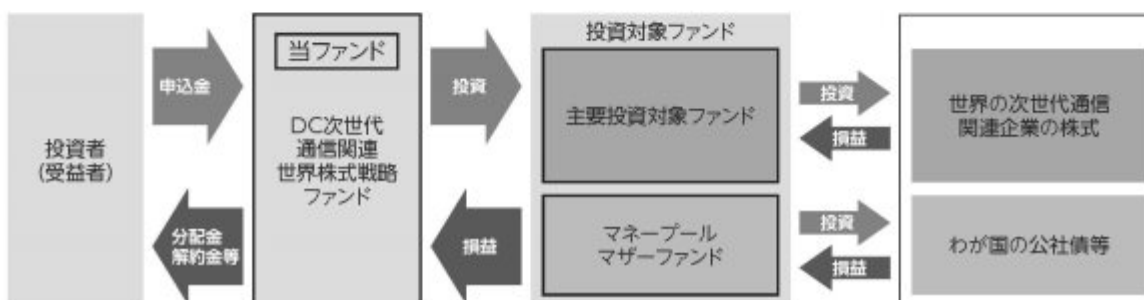 投資者
(受益者)
申込金
分配金
解約金等
当ファンド
DC次世代
通信関連
世界株式戦略
ファンド
投資
損益
投資対象ファンド
主要投資対象ファンド
マネープール
マザーファンド
投資
損益
投資
損益
世界の次世代通信
関連企業の株式
わが国の公社債等